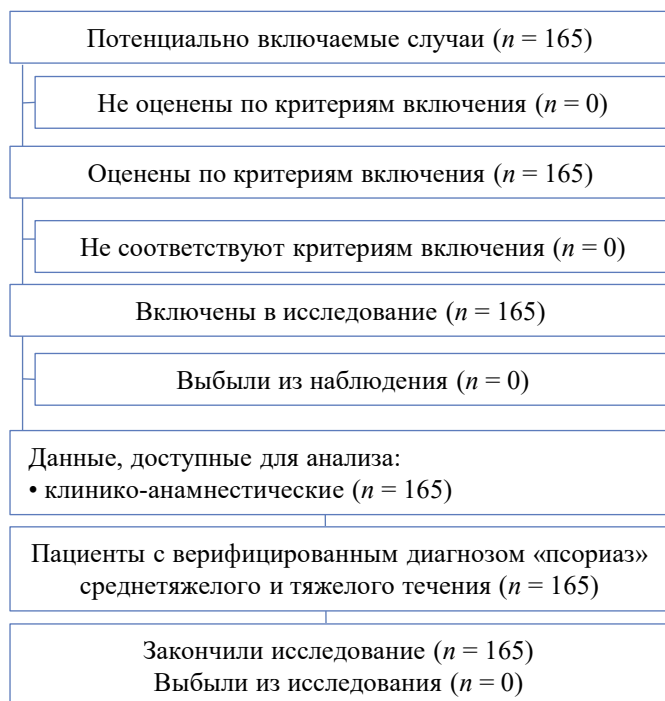 Потенциально включаемые случаи (n = 165)
Не оценены по критериям включения (n = 0)
Оценены по критериям включения (n = 165)
Не соответствуют критериям включения (n = 0)
Включены в исследование (n = 165)
Выбыли из наблюдения (n = 0)
Данные, доступные для анализа:
• клинико-анамнестические (n = 165)
Пациенты с верифицированным диагнозом «псориаз»
среднетяжелого и тяжелого течения (n = 165)
Закончили исследование (n = 165)
Выбыли из исследования (n = 0)